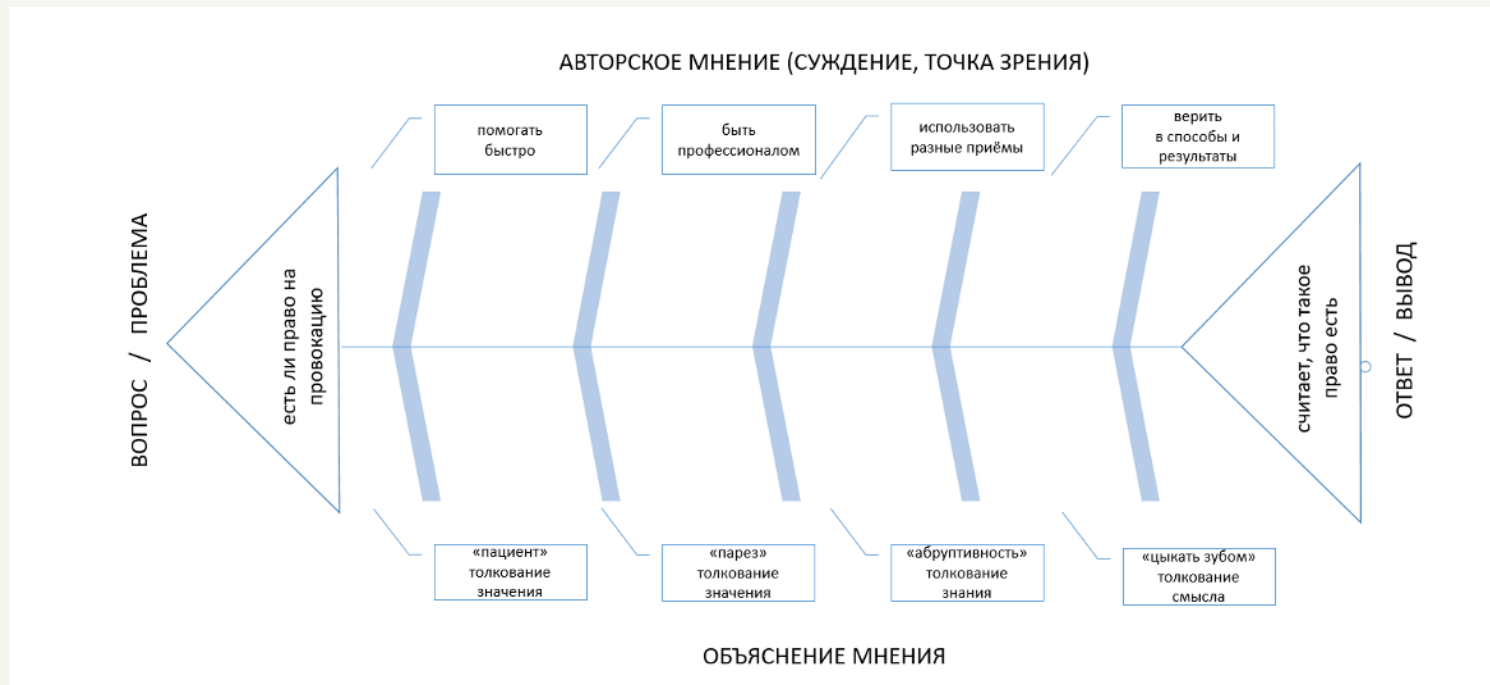 АВТОРСКОЕ МНЕНИЕ (СУЖДЕНИЕ, ТОЧКА ЗРЕНИЯ)
помогать
быстро
быть
профессионалом
использовать
разные приёмы
верить
в способы и
результаты
ВОПРОС / ПРОБЛЕМА
есть ли право на
провокацию
считает, что такое
право есть
ОТВЕТ / ВЫВОД
«пациент»
толкование
значения
«парез»
толкование
значения
«абруптивность»
толкование
знания
«цыкать зубом»
толкование
смысла
ОБЪЯСНЕНИЕ МНЕНИЯ